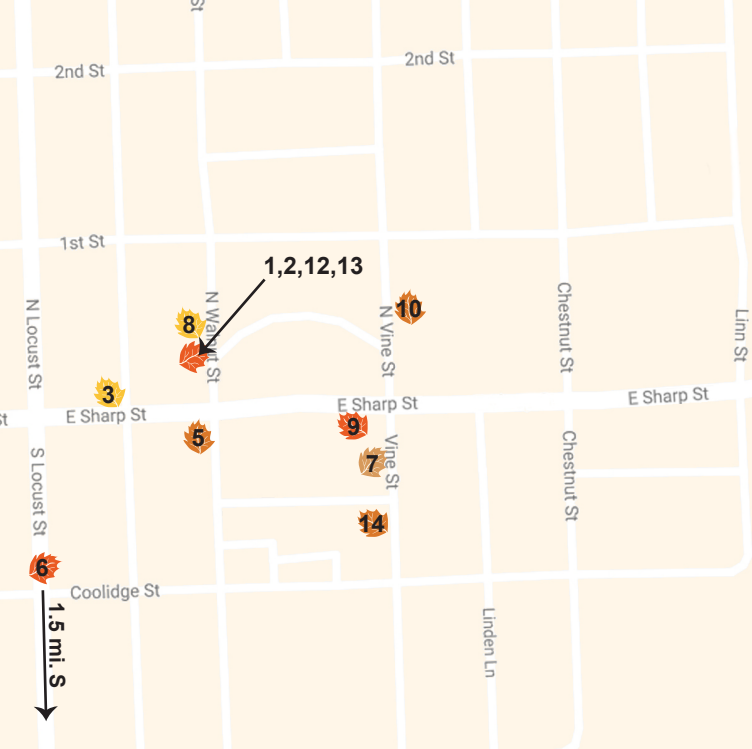 St
2nd St
2nd St
1st St
1,2,12,13
N Locust St
N Walnut St
8
10
N Vine St
Chestnut St
Linn St
3
E Sharp St
E Sharp St
E Sharp St
St
5
9
7
Vine St
Chestnut St
S Locust St
14
6
Coolidge St
1.5 mi. S
Linden Ln